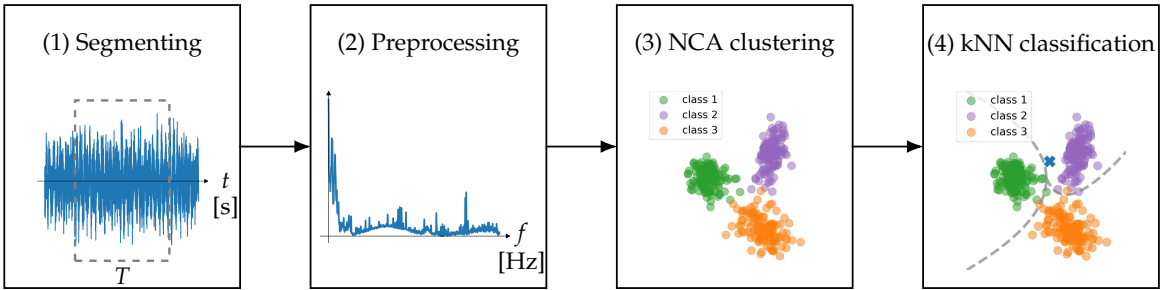 (1) Segmenting
t
[s]
T
(2) Preprocessing
f
[Hz]
(3) NCA clustering
class 1
class 2
class 3
(4) kNN classification
class 1
class 2
class 3